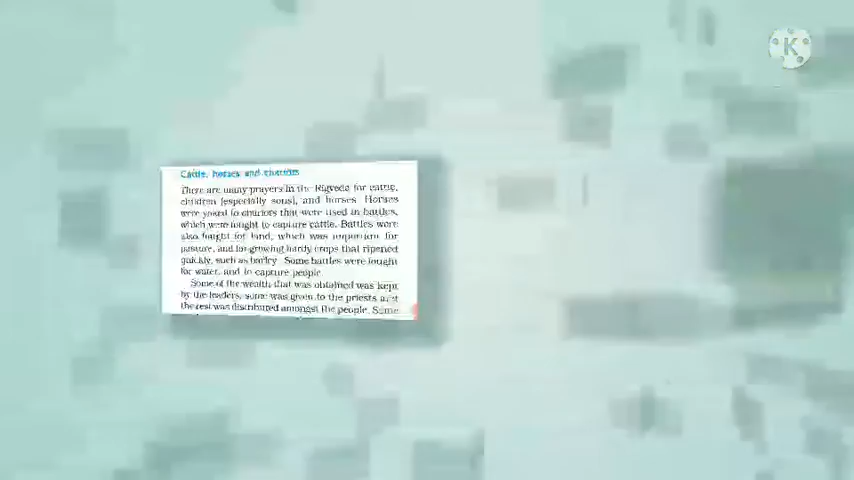 K
Cattle, horses and chariots
There are many prayers in the Rigveda for cattle,
children (especially sons), and horses. Horses
were yoked to chariots that were used in battles,
which were fought to capture cattle. Battles were
also fought for land, which was important for
pasture, and for growing hardy crops that ripened
quickly, such as barley. Some battles were fought
for water, and to capture people.
Some of the wealth that was obtained was kept
by the leaders, some was given to the priests and
the rest was distributed amongst the people. Some